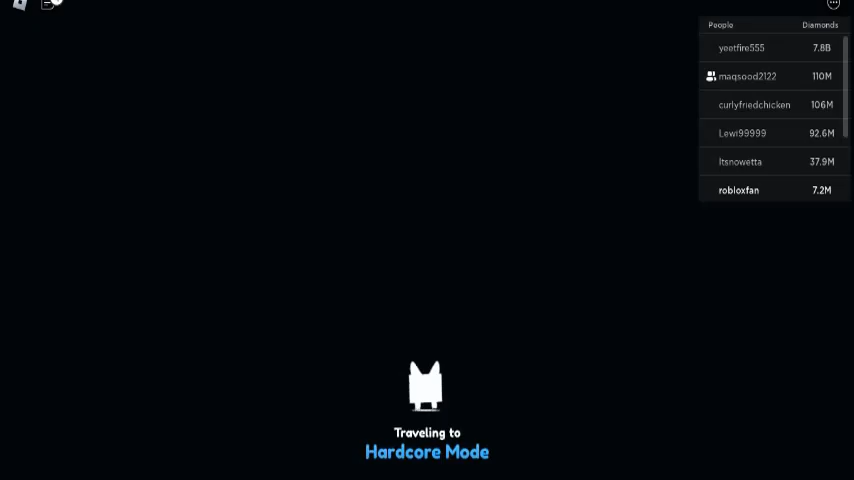 People Diamonds
yeetfire555 7.8B
maqsood2122 110M
curlyfriedchicken 106M
Lewi99999 92.6M
Itsnowetta 37.9M
robloxfan 7.2M
Traveling to
Hardcore Mode